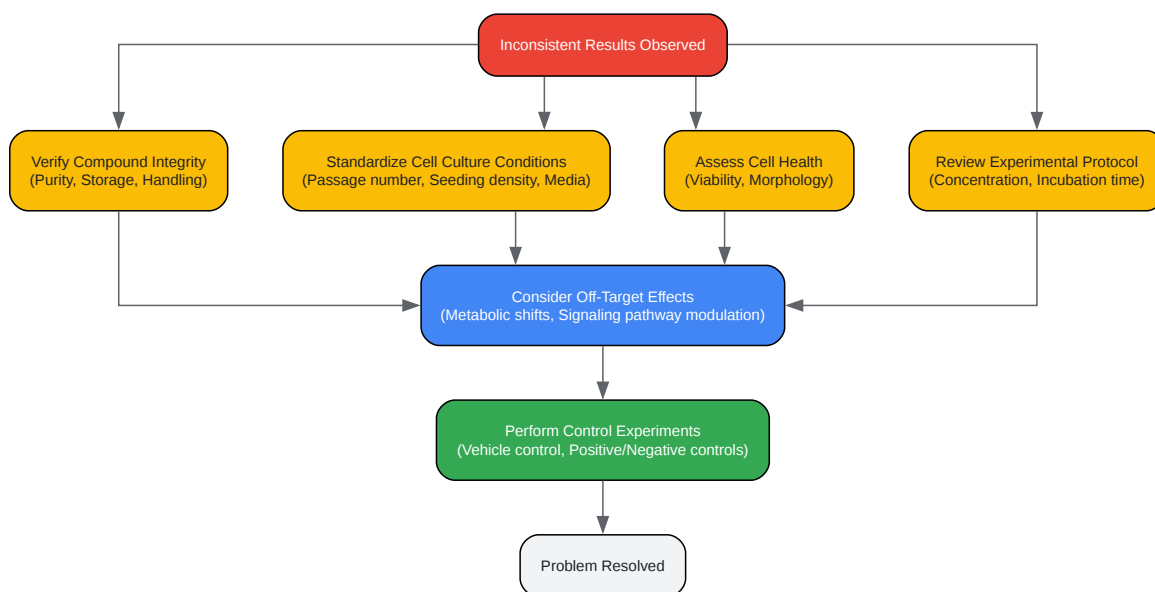 Inconsistent Results Observed
Verify Compound Integrity
(Purity, Storage, Handling)
Standardize Cell Culture Conditions
(Passage number, Seeding density, Media)
Assess Cell Health
(Viability, Morphology)
Review Experimental Protocol
(Concentration, Incubation time)
Consider Off-Target Effects
(Metabolic shifts, Signaling pathway modulation)
Perform Control Experiments
(Vehicle control, Positive/Negative controls)
Problem Resolved